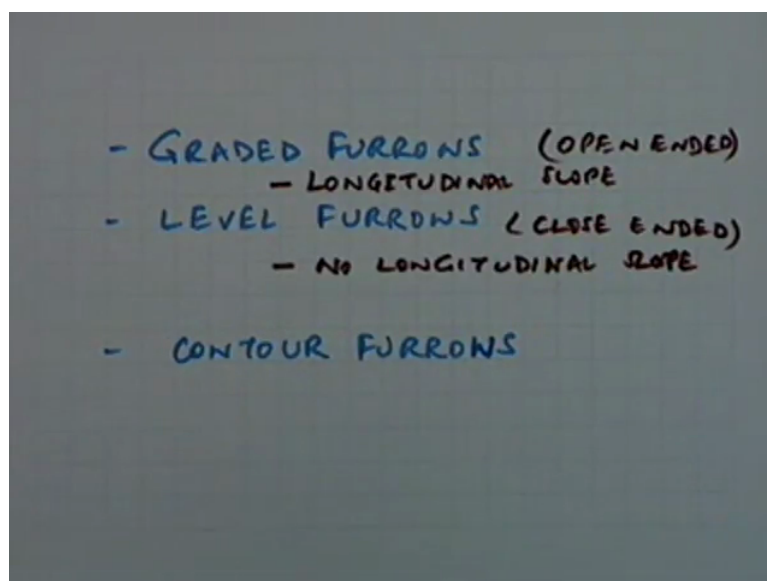 - GRADED FURROWS (OPEN ENDED)
- LONGITUDINAL SLOPE
- LEVEL FURROWS (CLOSE ENDED)
- NO LONGITUDINAL SLOPE
- CONTOUR FURROWS